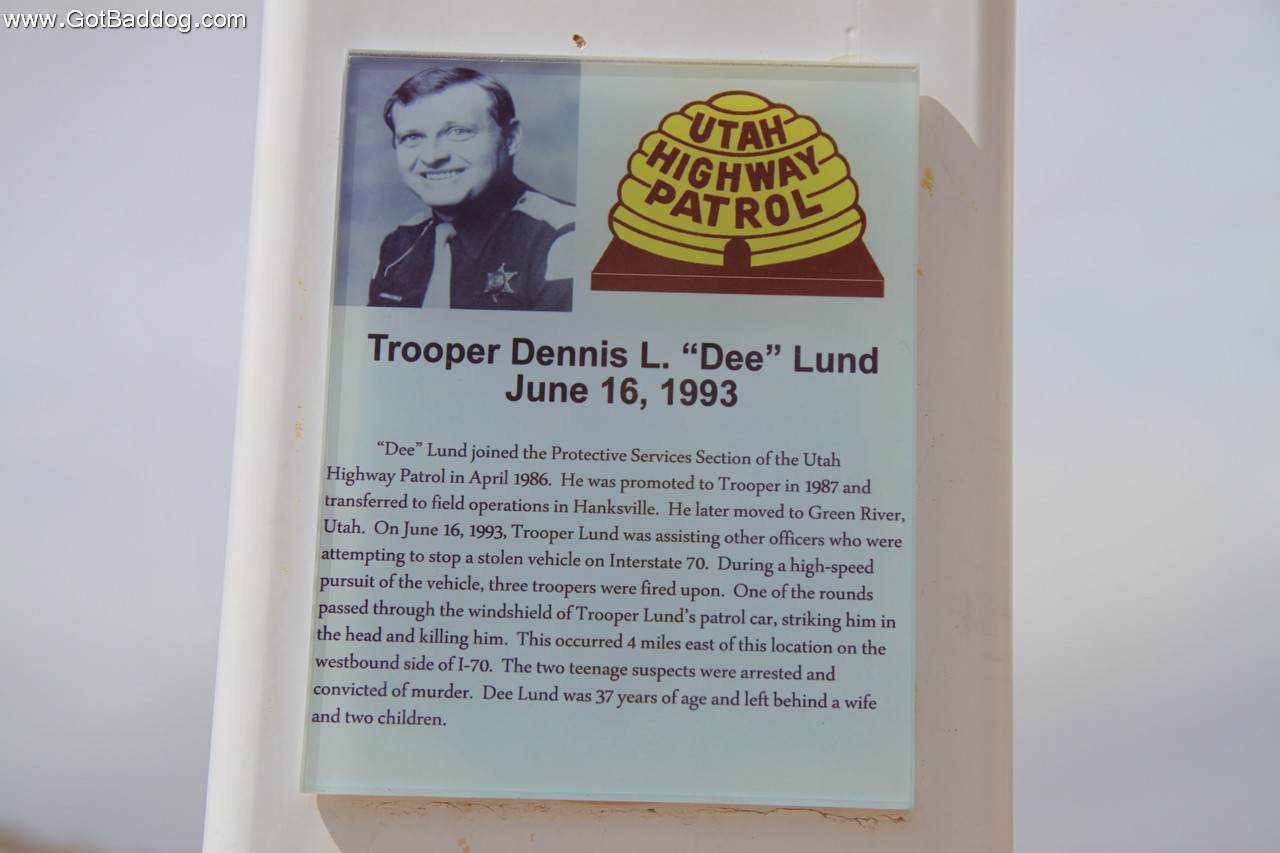 www.GotBaddog.com
UTAH
HIGHWAY
PATROL
Trooper Dennis L. “Dee” Lund
June 16, 1993
“Dee” Lund joined the Protective Services Section of the Utah
Highway Patrol in April 1986. He was promoted to Trooper in 1987 and
transferred to field operations in Hanksville. He later moved to Green River,
Utah. On June 16, 1993, Trooper Lund was assisting other officers who were
attempting to stop a stolen vehicle on Interstate 70. During a high-speed
pursuit of the vehicle, three troopers were fired upon. One of the rounds
passed through the windshield of Trooper Lund’s patrol car, striking him in
the head and killing him. This occurred 4 miles east of this location on the
westbound side of I-70. The two teenage suspects were arrested and
convicted of murder. Dee Lund was 37 years of age and left behind a wife
and two children.